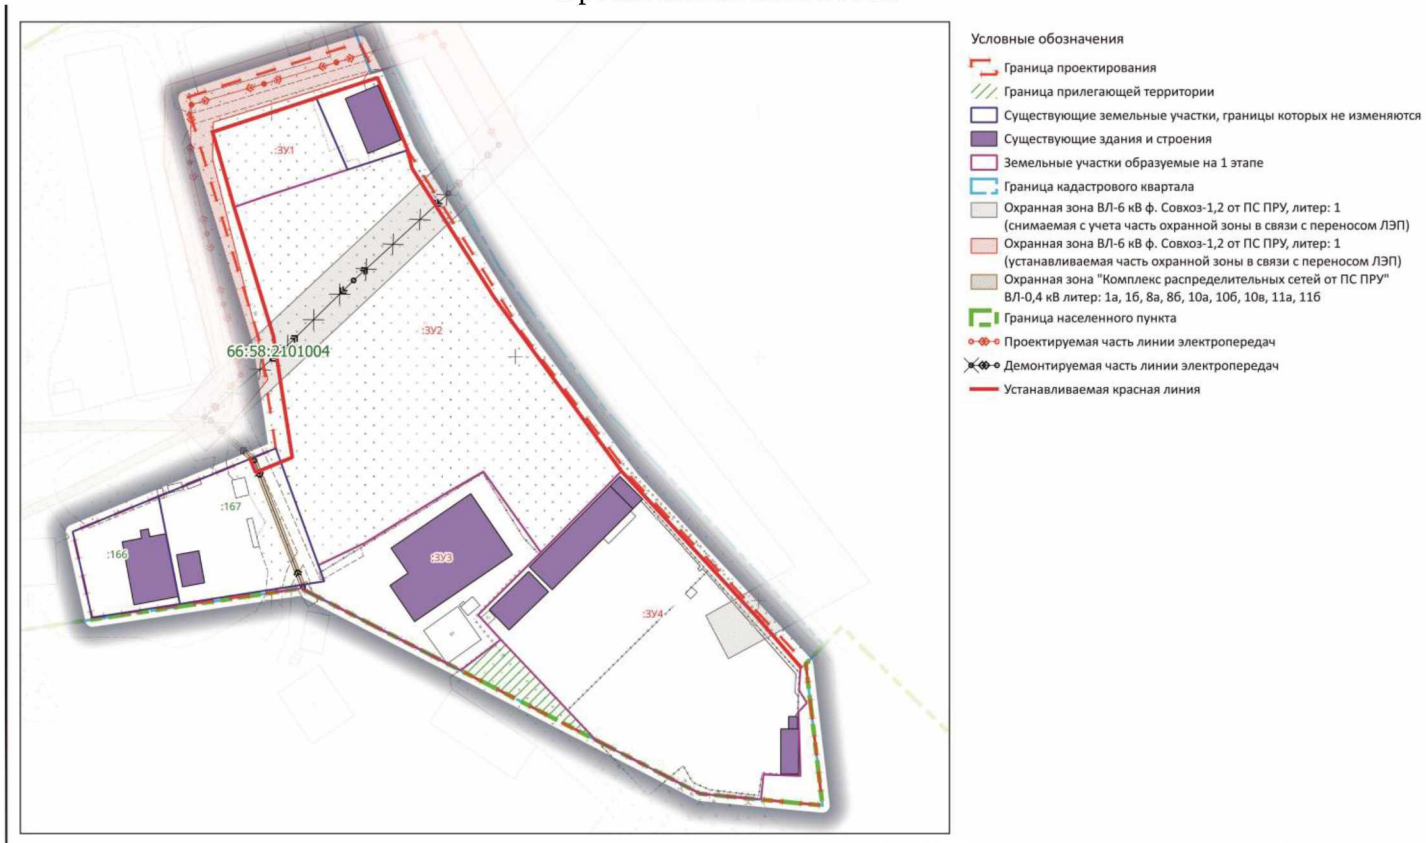 Условные обозначения
Граница проектирования
Граница прилегающей территории
Существующие земельные участки, границы которых не изменяются
Существующие здания и строения
Земельные участки образуемые на 1 этапе
Граница кадастрового квартала
Охранная зона ВЛ-6 кВ ф. Совхоз-1,2 от ПС ПРУ, литер: 1
(снимаемая с учета часть охранной зоны в связи с переносом ЛЭП)
Охранная зона ВЛ-6 кВ ф. Совхоз-1,2 от ПС ПРУ, литер: 1
(устанавливаемая часть охранной зоны в связи с переносом ЛЭП)
Охранная зона "Комплекс распределительных сетей от ПС ПРУ"
ВЛ-0,4 кВ литер: 1а, 1б, 8а, 8б, 10а, 10б, 10в, 11а, 11б
Граница населенного пункта
Проектируемая часть линии электропередач
Демонтируемая часть линии электропередач
Устанавливаемая красная линия
:ЗУ1
:ЗУ2
66:58:2101004
:167
:166
:ЗУ3
:ЗУ4